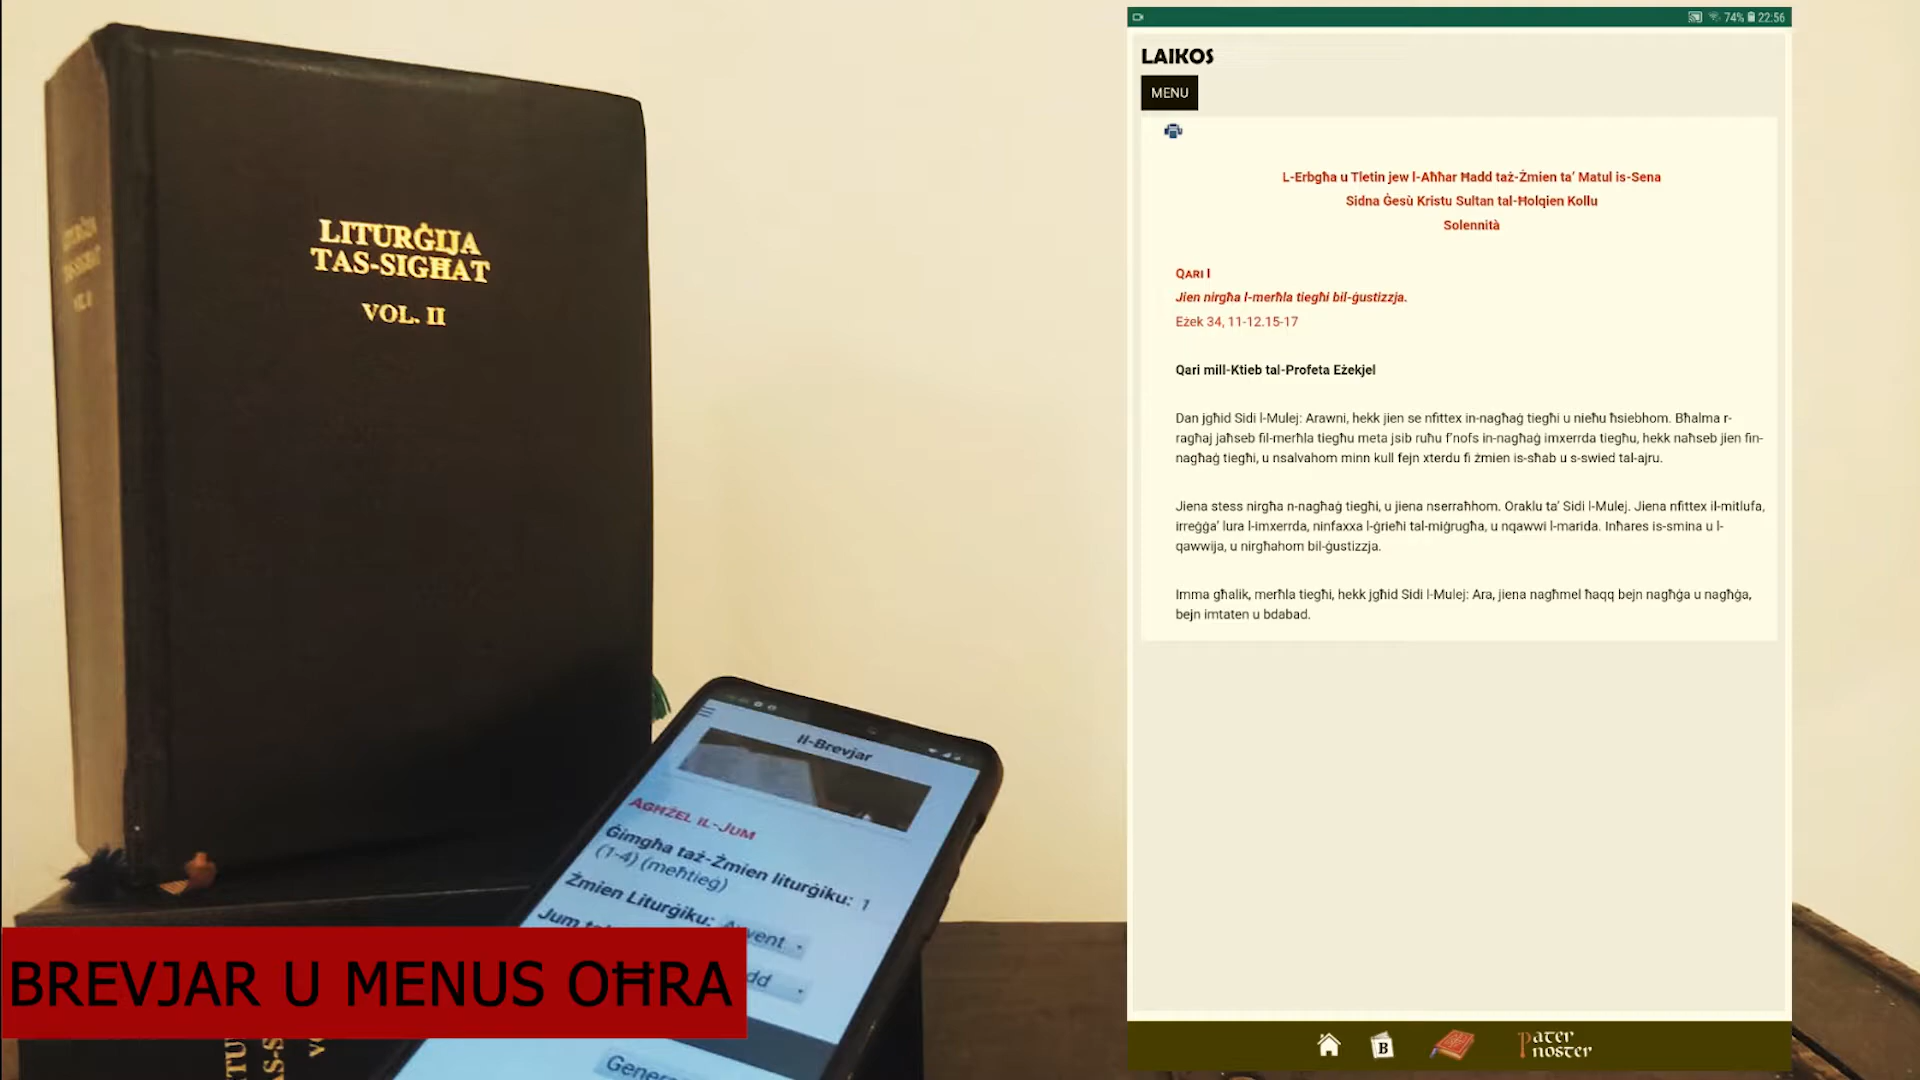 LITURĠIJA
TAS-SIGĦAT
VOL. II
Il-Brevjar
AGĦŻEL IL-JUM
Ġimgħa taż-Żmien liturġiku: 1
(1-4) (meħtieġ)
Żmien Liturġiku: Avvent
Jum
BREVJAR U MENUS OĦRA
74% 22:56
LAIKOS
MENU
L-Erbgħa u Tletin jew l-Aħħar Ħadd taż-Żmien ta’ Matul is-Sena
Sidna Ġesù Kristu Sultan tal-Ħolqien Kollu
Solennità
QARI I
Jien nirgħa l-merħla tiegħi bil-ġustizzja.
Eżek 34, 11-12.15-17
Qari mill-Ktieb tal-Profeta Eżekjel
Dan jgħid Sidi l-Mulej: Arawni, hekk jien se nfittex in-nagħaġ tiegħi u nieħu ħsiebhom. Bħalma r-
ragħaj jaħseb fil-merħla tiegħu meta jsib ruħu f’nofs in-nagħaġ imxerrda tiegħu, hekk naħseb jien fin-
nagħaġ tiegħi, u nsalvahom minn kull fejn xterdu fi żmien is-sħab u s-swied tal-ajru.
Jiena stess nirgħa n-nagħaġ tiegħi, u jiena nserraħhom. Oraklu ta’ Sidi l-Mulej. Jiena nfittex il-mitlufa,
irreġġa’ lura l-imxerrda, ninfaxxa l-ġrieħi tal-miġrugħa, u nqawwi l-marida. Inħares is-smina u l-
qawwija, u nirgħahom bil-ġustizzja.
Imma għalik, merħla tiegħi, hekk jgħid Sidi l-Mulej: Ara, jiena nagħmel ħaqq bejn nagħġa u nagħġa,
bejn imtaten u bdabad.
B
Pater
noster